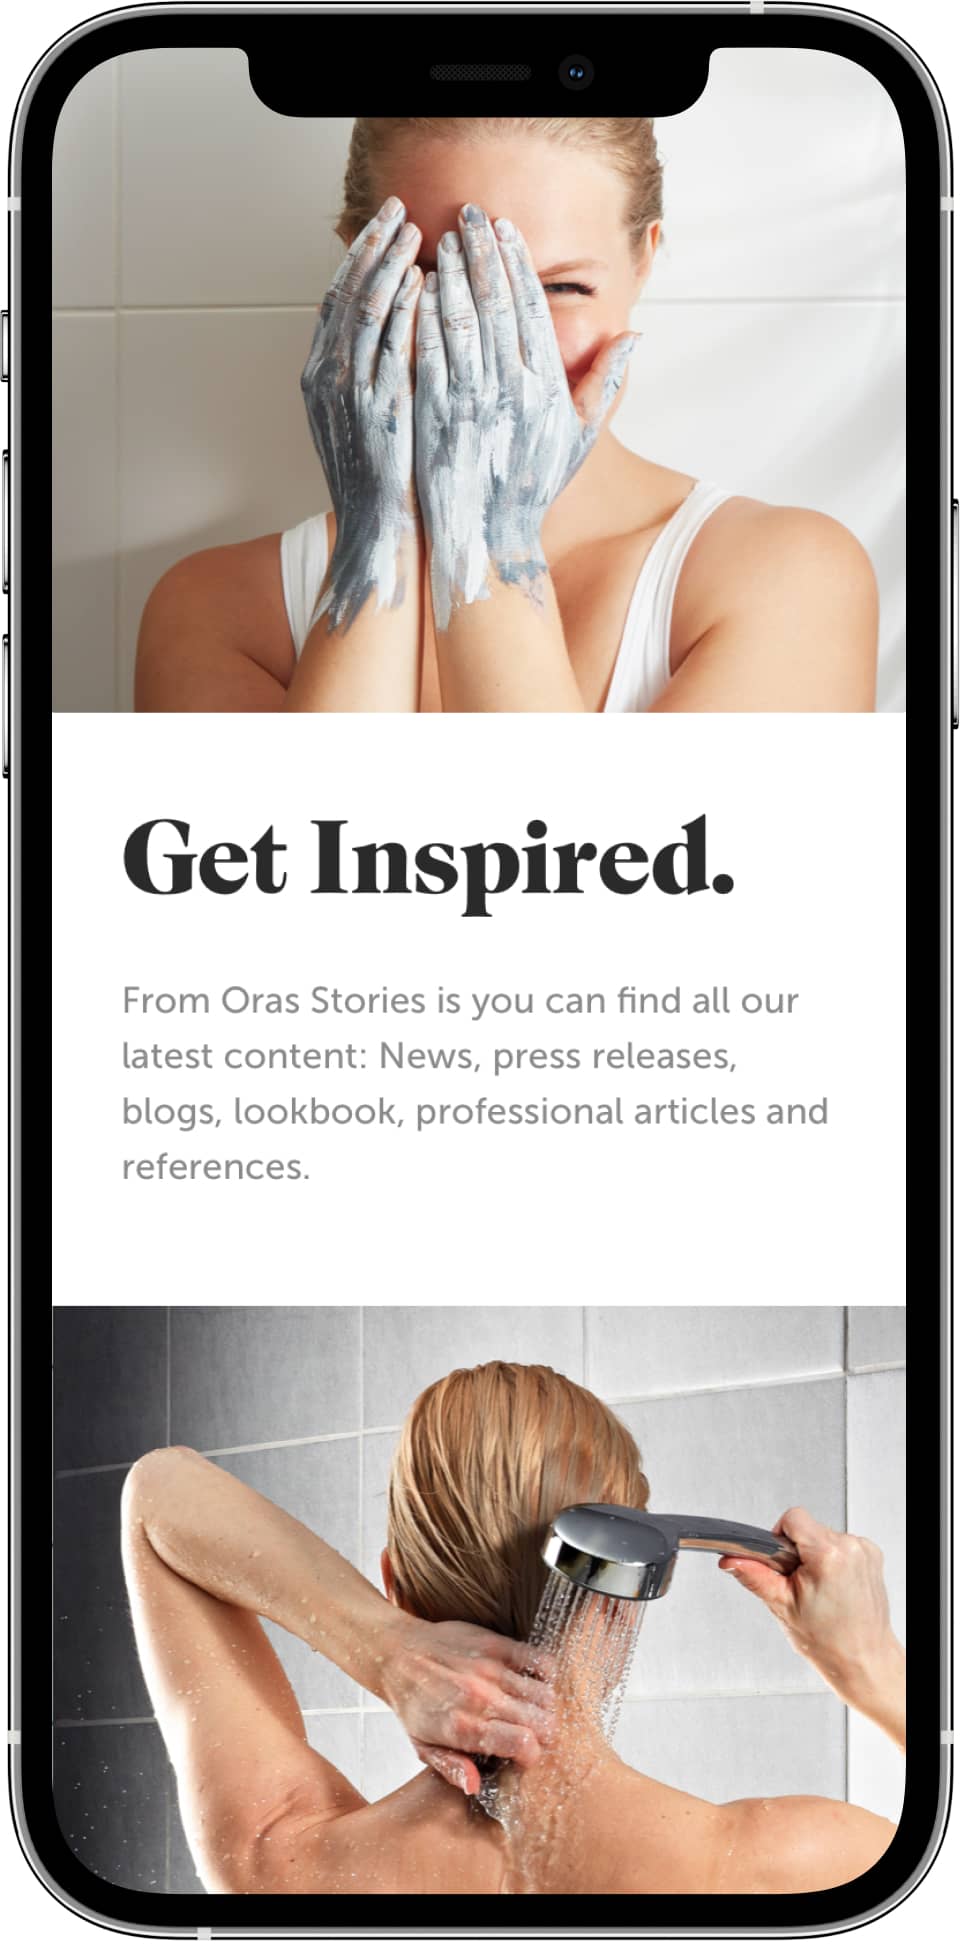 Get Inspired.
From Oras Stories is you can find all our
latest content: News, press releases,
blogs, lookbook, professional articles and
references.